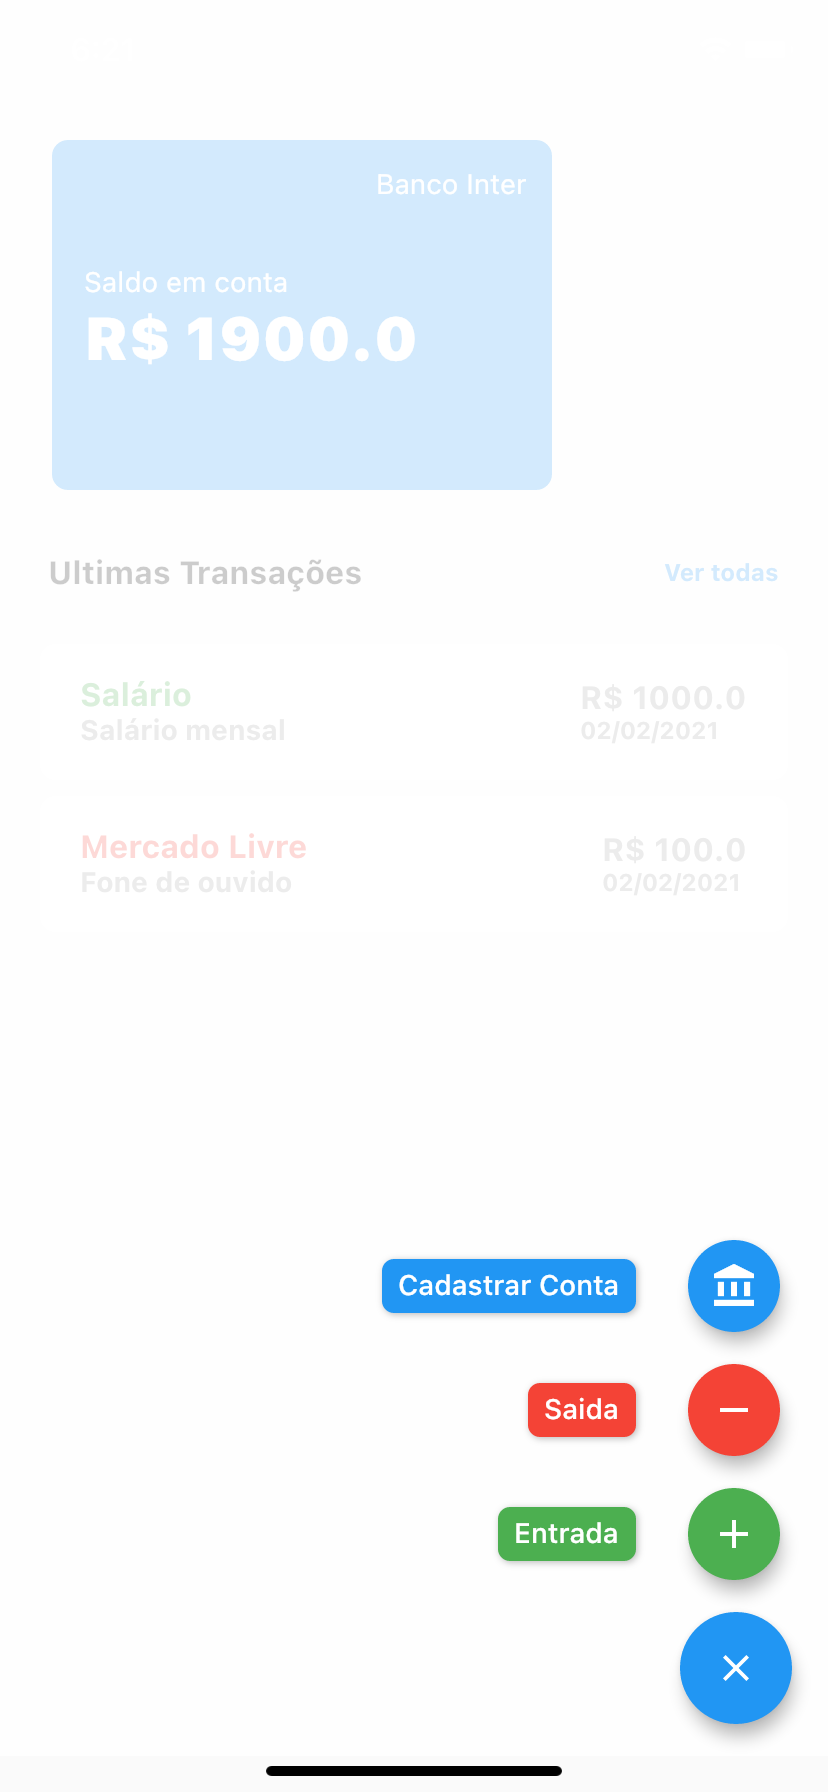 Banco Inter
Saldo em conta
R$ 1900.0
Ultimas Transações
Ver todas
Salário
R$ 1000.0
Salário mensal
02/02/2021
Mercado Livre
R$ 100.0
Fone de ouvido
02/02/2021
Cadastrar Conta
Saida
Entrada